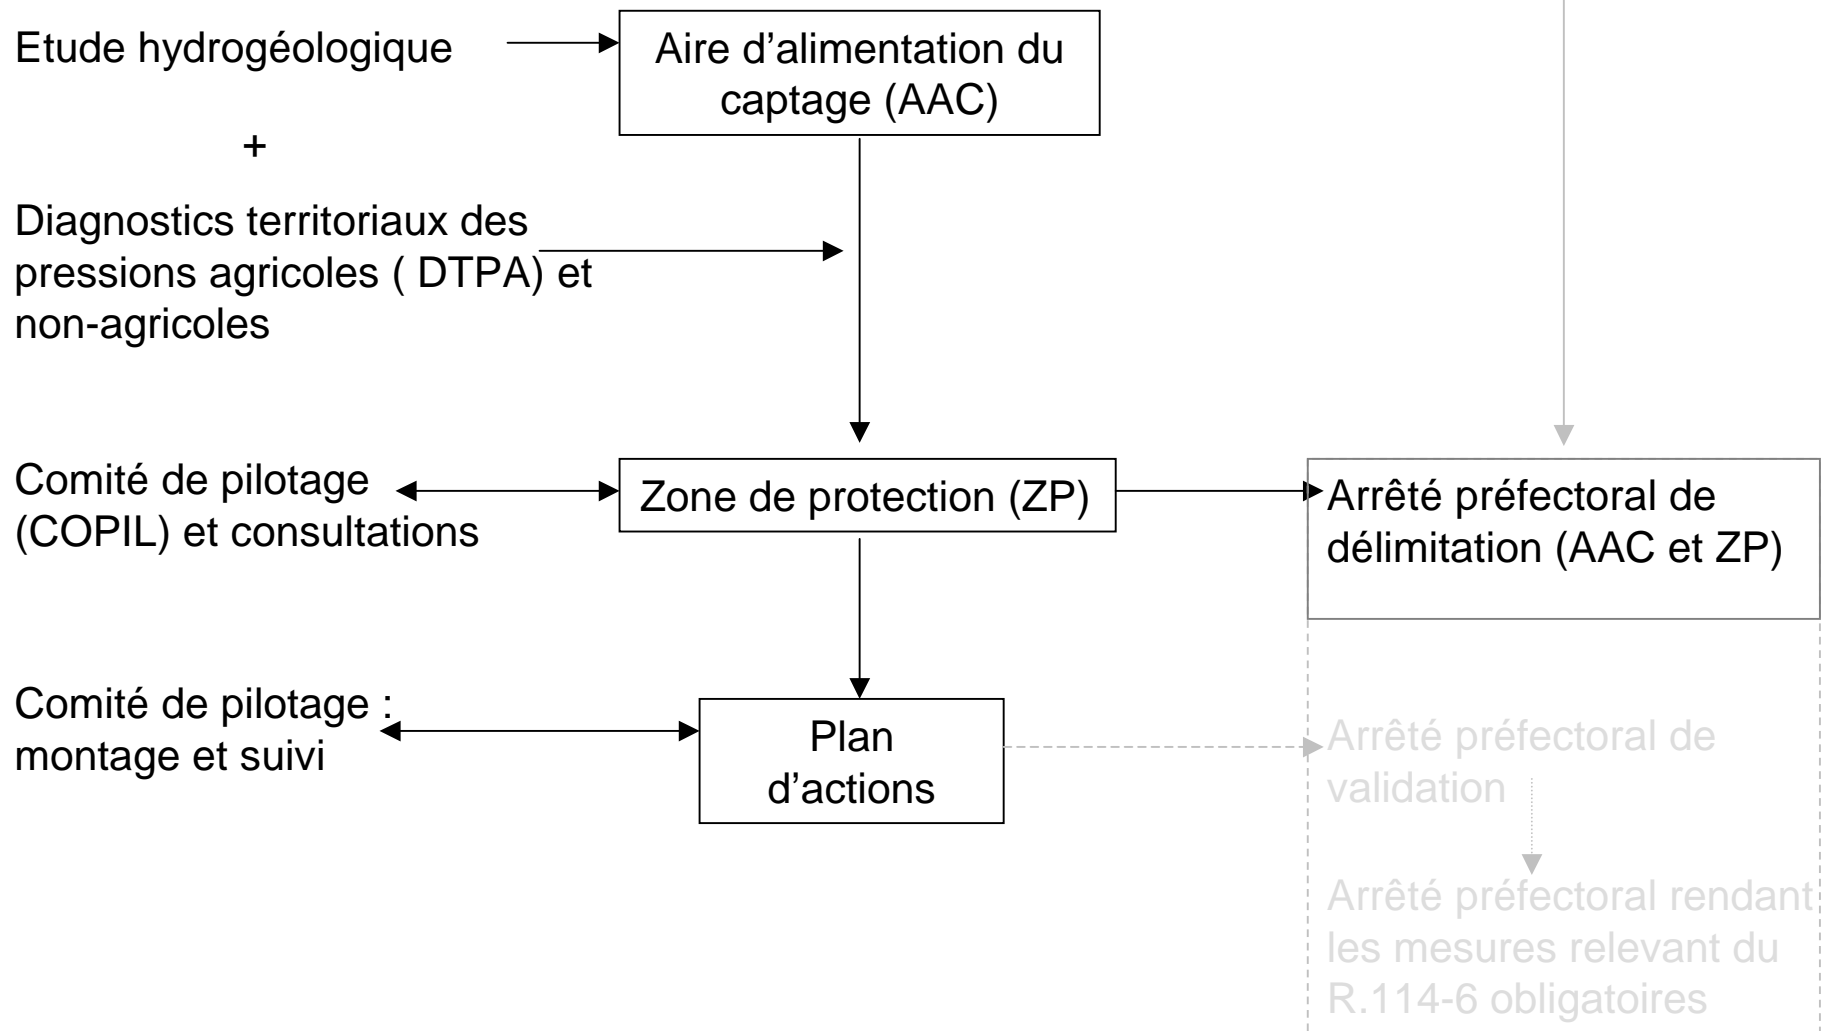 Etude hydrogéologique
Aire d’alimentation du
captage (AAC)
+
Diagnostics territoriaux des
pressions agricoles ( DTPA) et
non-agricoles
Comité de pilotage
(COPIL) et consultations
Zone de protection (ZP)
Arrêté préfectoral de
délimitation (AAC et ZP)
Comité de pilotage :
montage et suivi
Plan
d’actions
Arrêté préfectoral de
validation
Arrêté préfectoral rendant
les mesures relevant du
R.114-6 obligatoires